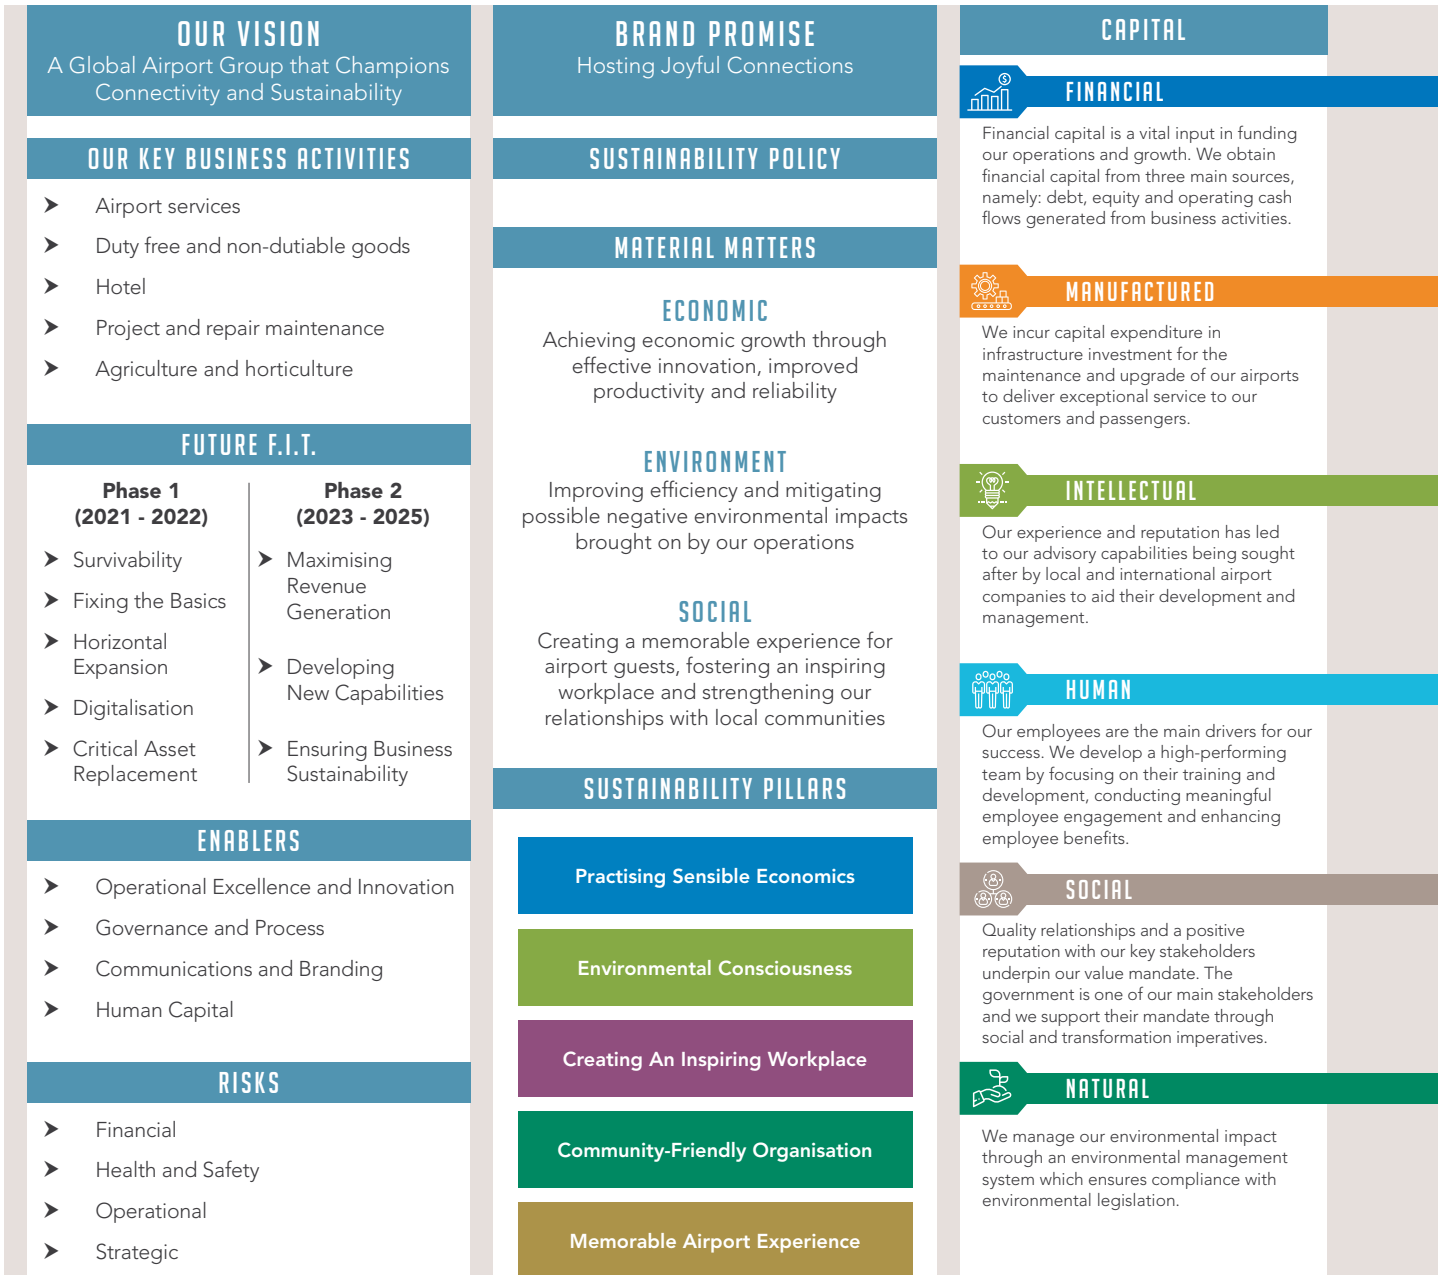 OUR VISION
A Global Airport Group that Champions
Connectivity and Sustainability
OUR KEY BUSINESS ACTIVITIES
Airport services
Duty free and non-dutiable goods
Hotel
Project and repair maintenance
Agriculture and horticulture
FUTURE F.I.T.
Phase 1
(2021 - 2022)
Survivability
Fixing the Basics
Horizontal
Expansion
Digitalisation
Critical Asset
Replacement
Phase 2
(2023 - 2025)
Maximising
Revenue
Generation
Developing
New Capabilities
Ensuring Business
Sustainability
ENABLERS
Operational Excellence and Innovation
Governance and Process
Communications and Branding
Human Capital
RISKS
Financial
Health and Safety
Operational
Strategic
BRAND PROMISE
Hosting Joyful Connections
SUSTAINABILITY POLICY
MATERIAL MATTERS
ECONOMIC
Achieving economic growth through
effective innovation, improved
productivity and reliability
ENVIRONMENT
Improving efficiency and mitigating
possible negative environmental impacts
brought on by our operations
SOCIAL
Creating a memorable experience for
airport guests, fostering an inspiring
workplace and strengthening our
relationships with local communities
SUSTAINABILITY PILLARS
Practising Sensible Economics
Environmental Consciousness
Creating An Inspiring Workplace
Community-Friendly Organisation
Memorable Airport Experience
CAPITAL
$
FINANCIAL
Financial capital is a vital input in funding
our operations and growth. We obtain
financial capital from three main sources,
namely: debt, equity and operating cash
flows generated from business activities.
MANUFACTURED
We incur capital expenditure in
infrastructure investment for the
maintenance and upgrade of our airports
to deliver exceptional service to our
customers and passengers.
INTELLECTUAL
Our experience and reputation has led
to our advisory capabilities being sought
after by local and international airport
companies to aid their development and
management.
HUMAN
Our employees are the main drivers for our
success. We develop a high-performing
team by focusing on their training and
development, conducting meaningful
employee engagement and enhancing
employee benefits.
SOCIAL
Quality relationships and a positive
reputation with our key stakeholders
underpin our value mandate. The
government is one of our main stakeholders
and we support their mandate through
social and transformation imperatives.
NATURAL
We manage our environmental impact
through an environmental management
system which ensures compliance with
environmental legislation.